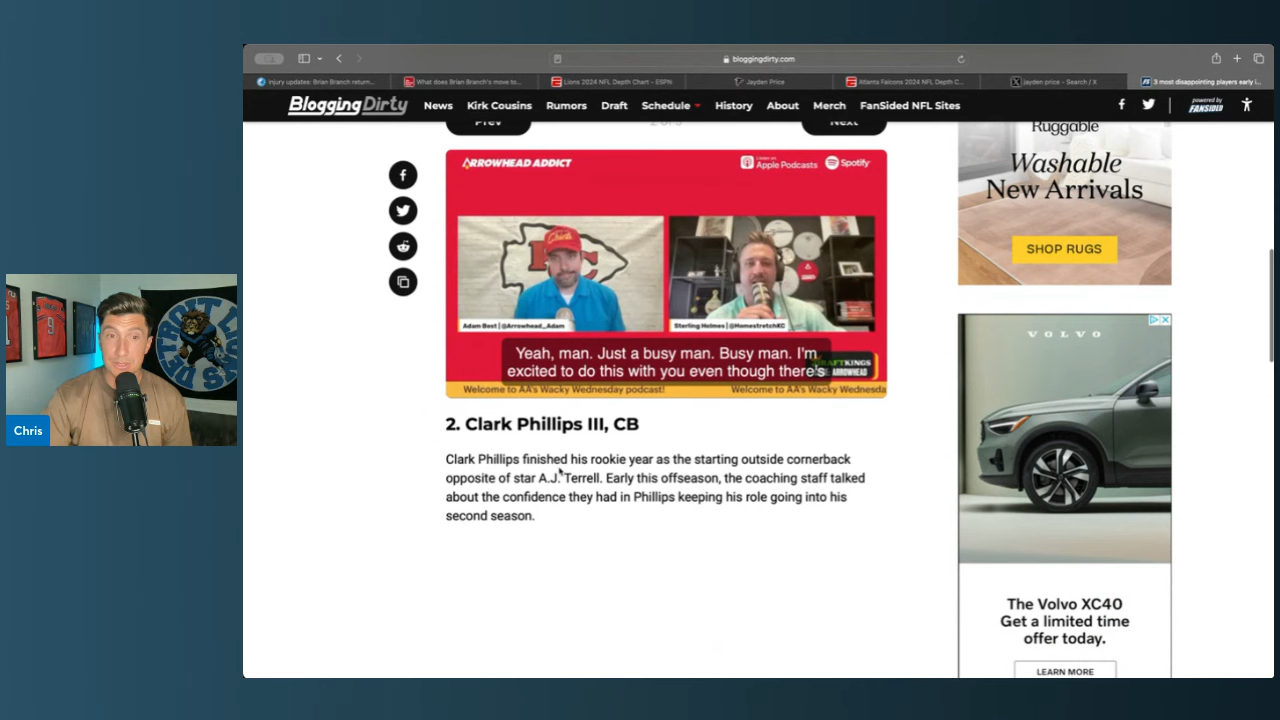 bloggingdirty.com
injury updates: Brian Branch return...
What does Brian Branch's move to...
Lions 2024 NFL Depth Chart - ESPN
Jayden Price
Atlanta Falcons 2024 NFL Depth C...
jayden price - Search / X
3 most disappointing players early i...
BloggingDirty
News
Kirk Cousins
Rumors
Draft
Schedule
History
About
Merch
FanSided NFL Sites
powered by
FANSIDED
Prev
Next
ARROWHEAD ADDICT
Listen on
Apple Podcasts
Spotify
Adam Best | @Arrowhead_Adam
Sterling Holmes | @HomestretchKC
Yeah, man. Just a busy man. Busy man. I'm
excited to do this with you even though there's
Welcome to AA's Wacky Wednesday podcast!
Welcome to AA's Wacky Wednesda
2. Clark Phillips III, CB
Clark Phillips finished his rookie year as the starting outside cornerback
opposite of star A.J. Terrell. Early this offseason, the coaching staff talked
about the confidence they had in Phillips keeping his role going into his
second season.
Ruggable
Washable
New Arrivals
SHOP RUGS
VOLVO
The Volvo XC40
Get a limited time
offer today.
LEARN MORE
9
DETROIT LIONS
Chris